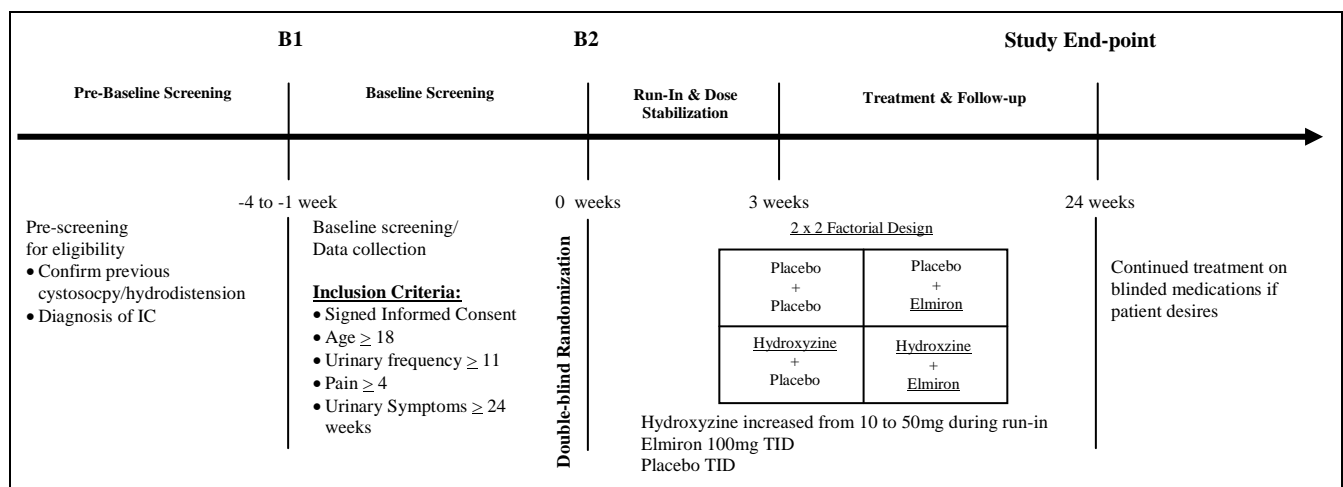 B1
B2
Study End-point
Pre-Baseline Screening
Baseline Screening
Run-In & Dose
Stabilization
Treatment & Follow-up
-4 to -1 week
0 weeks
3 weeks
24 weeks
Pre-screening
for eligibility
• Confirm previous
cystosocpy/hydrodistension
• Diagnosis of IC
Baseline screening/
Data collection
Inclusion Criteria:
• Signed Informed Consent
• Age ≥ 18
• Urinary frequency ≥ 11
• Pain ≥ 4
• Urinary Symptoms ≥ 24
weeks
Double-blind Randomization
2 x 2 Factorial Design
Placebo
+
Placebo
Placebo
+
Elmiron
Hydroxyzine
+
Placebo
Hydroxzine
+
Elmiron
Hydroxyzine increased from 10 to 50mg during run-in
Elmiron 100mg TID
Placebo TID
Continued treatment on
blinded medications if
patient desires